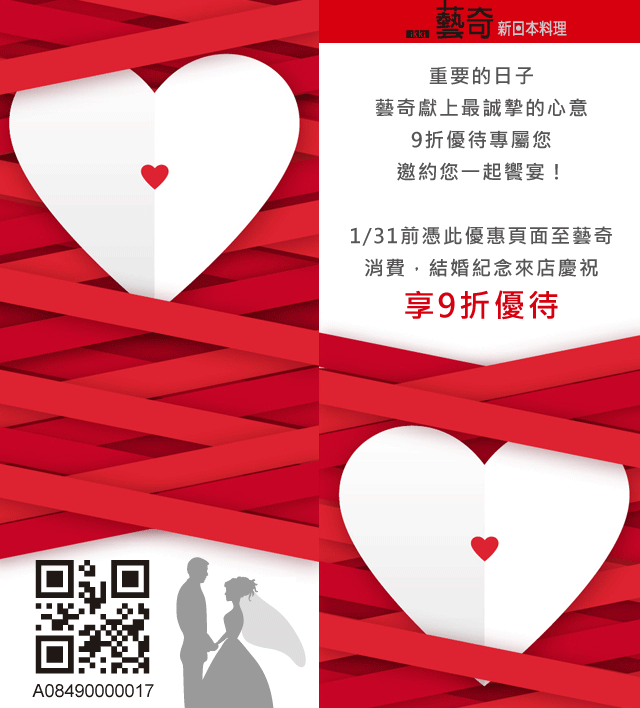 A08490000017
ikki 藝奇 新日本料理
重要的日子
藝奇獻上最誠摯的心意
9折優待專屬您
邀約您一起饗宴！
1/31前憑此優惠頁面至藝奇
消費，結婚紀念來店慶祝
享9折優待